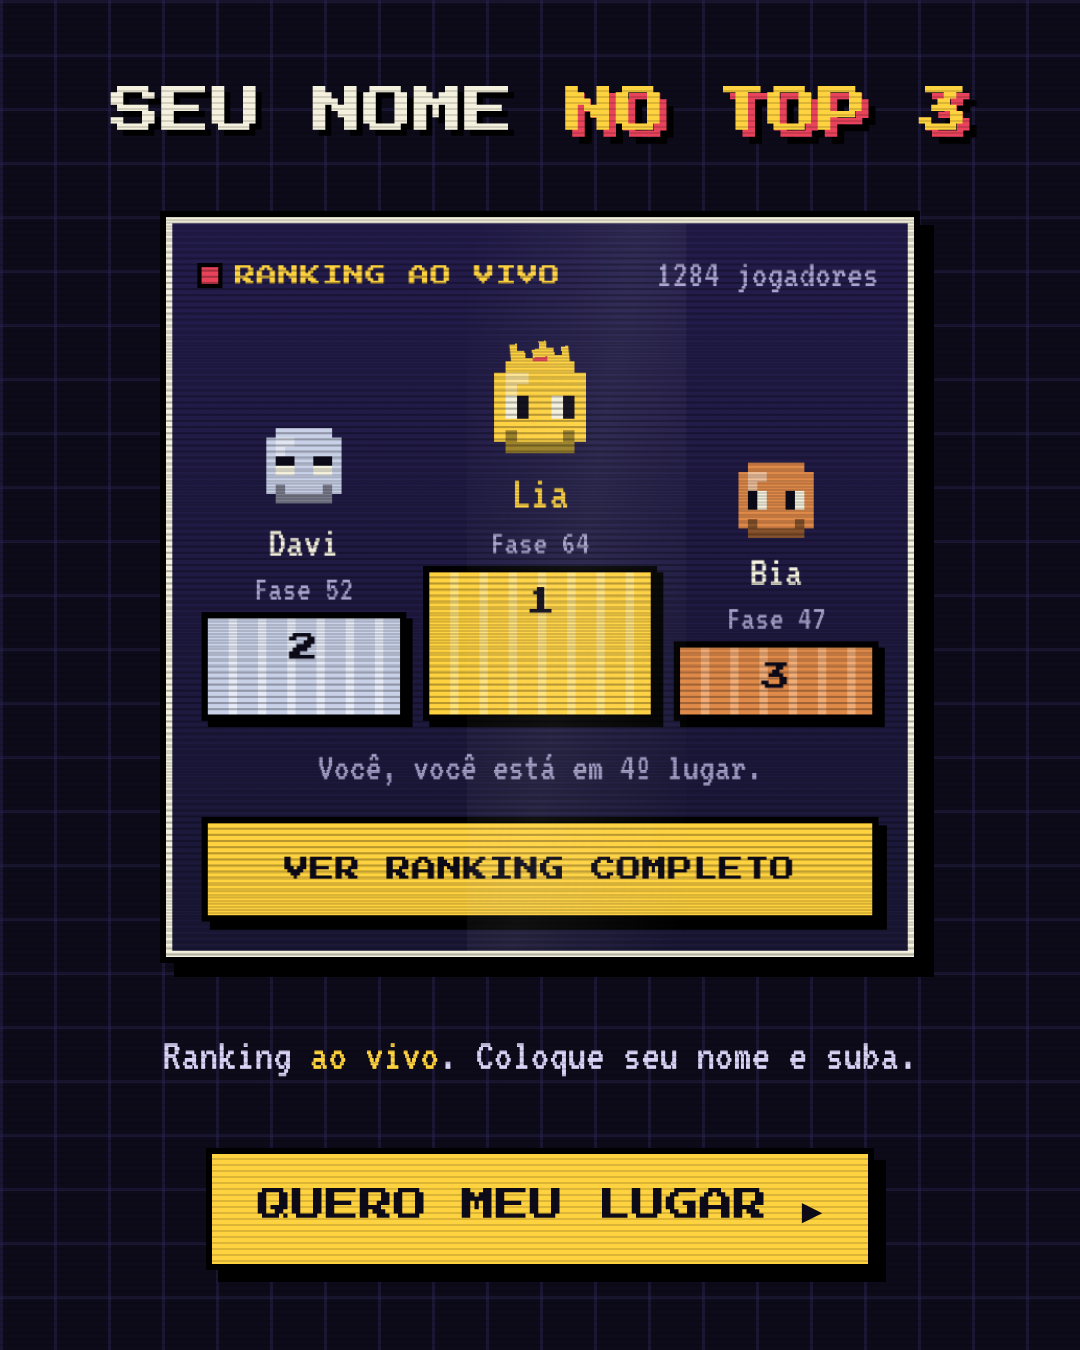 SEU NOME NO TOP 3
RANKING AO VIVO
1284 jogadores
Lia
Fase 64
Davi
Fase 52
Bia
Fase 47
1
2
3
Você, você está em 4º lugar.
VER RANKING COMPLETO
Ranking ao vivo. Coloque seu nome e suba.
QUERO MEU LUGAR ▶